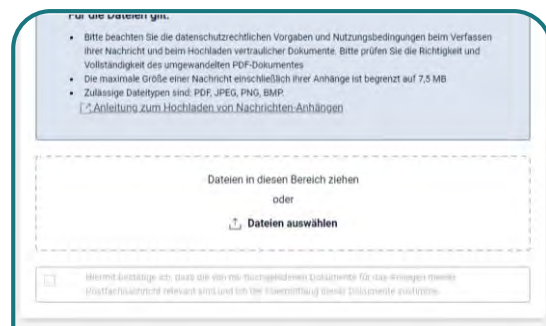 Für die Dateien gilt:
Bitte beachten Sie die datenschutzrechtlichen Vorgaben und Nutzungsbedingungen beim Verfassen
Ihrer Nachricht und beim Hochladen vertraulicher Dokumente. Bitte prüfen Sie die Richtigkeit und
Vollständigkeit des umgewandelten PDF-Dokumentes
Die maximale Größe einer Nachricht einschließlich ihrer Anhänge ist begrenzt auf 7,5 MB
Zulässige Dateitypen sind: PDF, JPEG, PNG, BMP.
Anleitung zum Hochladen von Nachrichten-Anhängen
Dateien in diesen Bereich ziehen
oder
Dateien auswählen
Hiermit bestätige ich, dass die von mir hochgeladenen Dokumente für das Anliegen meiner
Postfachnachricht relevant sind und ich der Übermittlung dieser Dokumente zustimme.